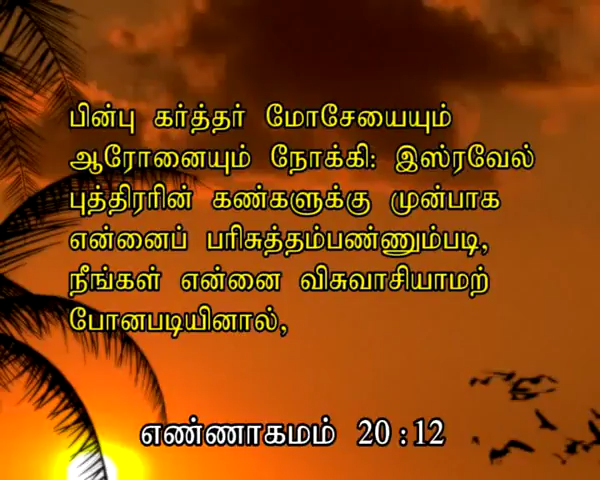 பின்பு கர்த்தர் மோசேயையும்
ஆரோனையும் நோக்கி: இஸ்ரவேல்
புத்திரரின் கண்களுக்கு முன்பாக
என்னைப் பரிசுத்தம்பண்ணும்படி,
நீங்கள் என்னை விசுவாசியாமற்
போனபடியினால்,
எண்ணாகமம் 20:12